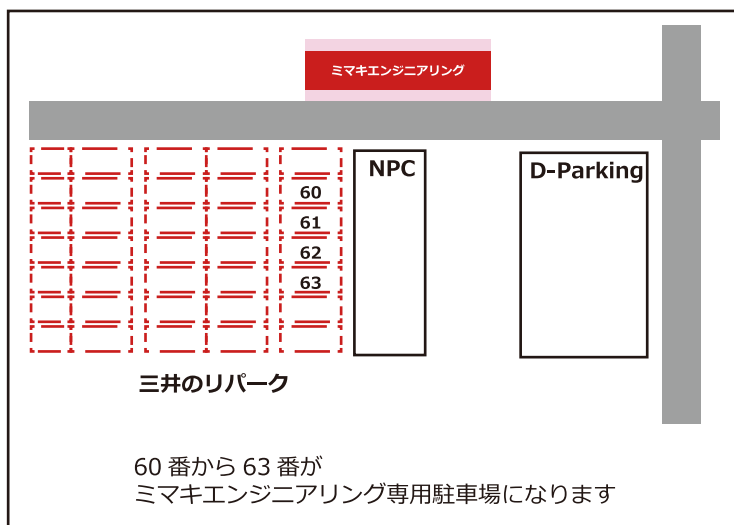 ミマキエンジニアリング
NPC
D-Parking
60
61
62
63
三井のリパーク
60 番から 63 番が
ミマキエンジニアリング専用駐車場になります